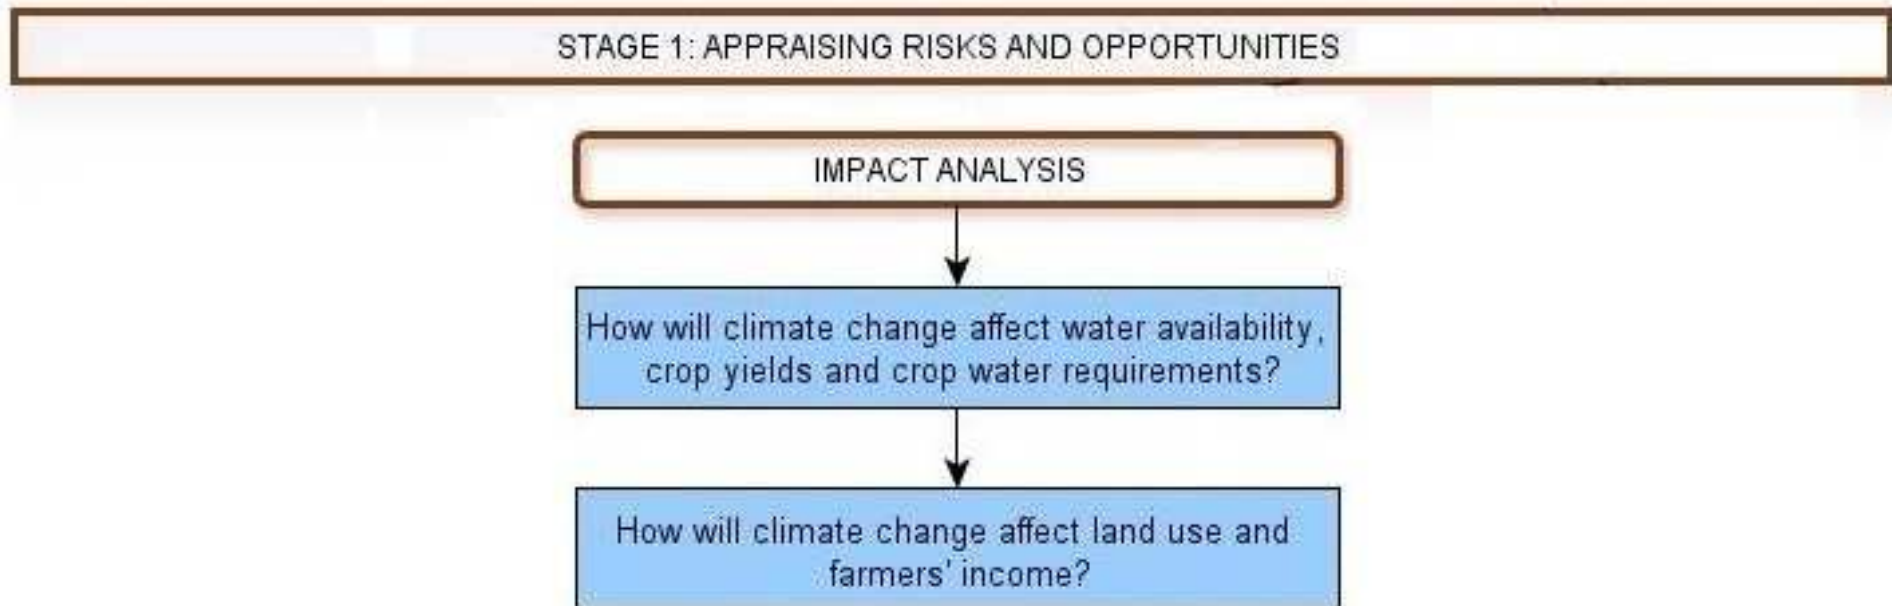 STAGE 1: APPRAISING RISKS AND OPPORTUNITIES
IMPACT ANALYSIS
How will climate change affect water availability,
crop yields and crop water requirements?
How will climate change affect land use and
farmers' income?